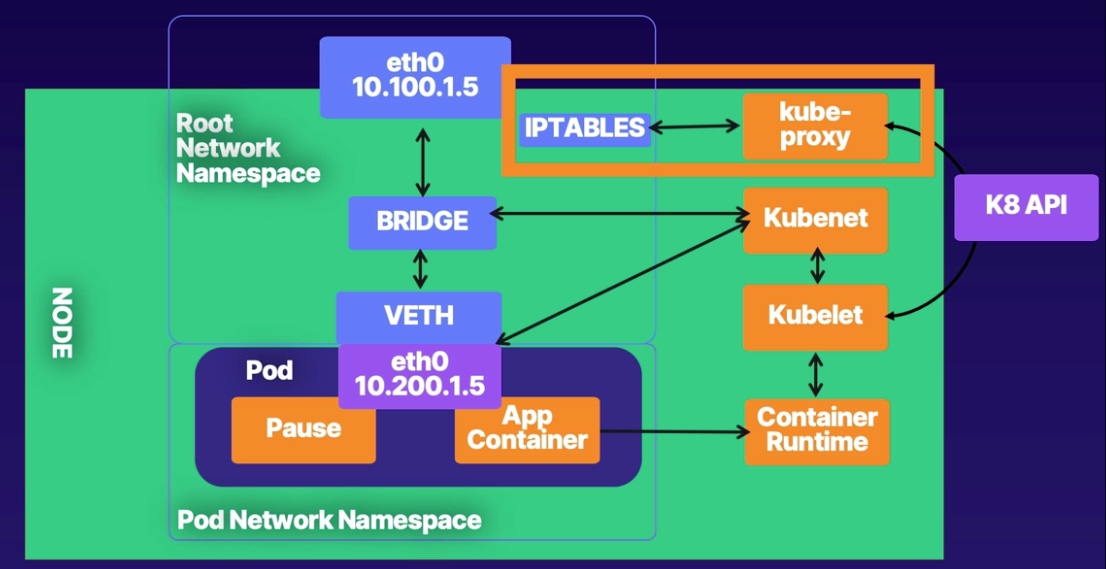 eth0
10.100.1.5
Root
Network
Namespace
IPTABLES
kube-
proxy
K8 API
BRIDGE
Kubenet
VETH
Kubelet
NODE
Pod
eth0
10.200.1.5
Pause
App
Container
Container
Runtime
Pod Network Namespace